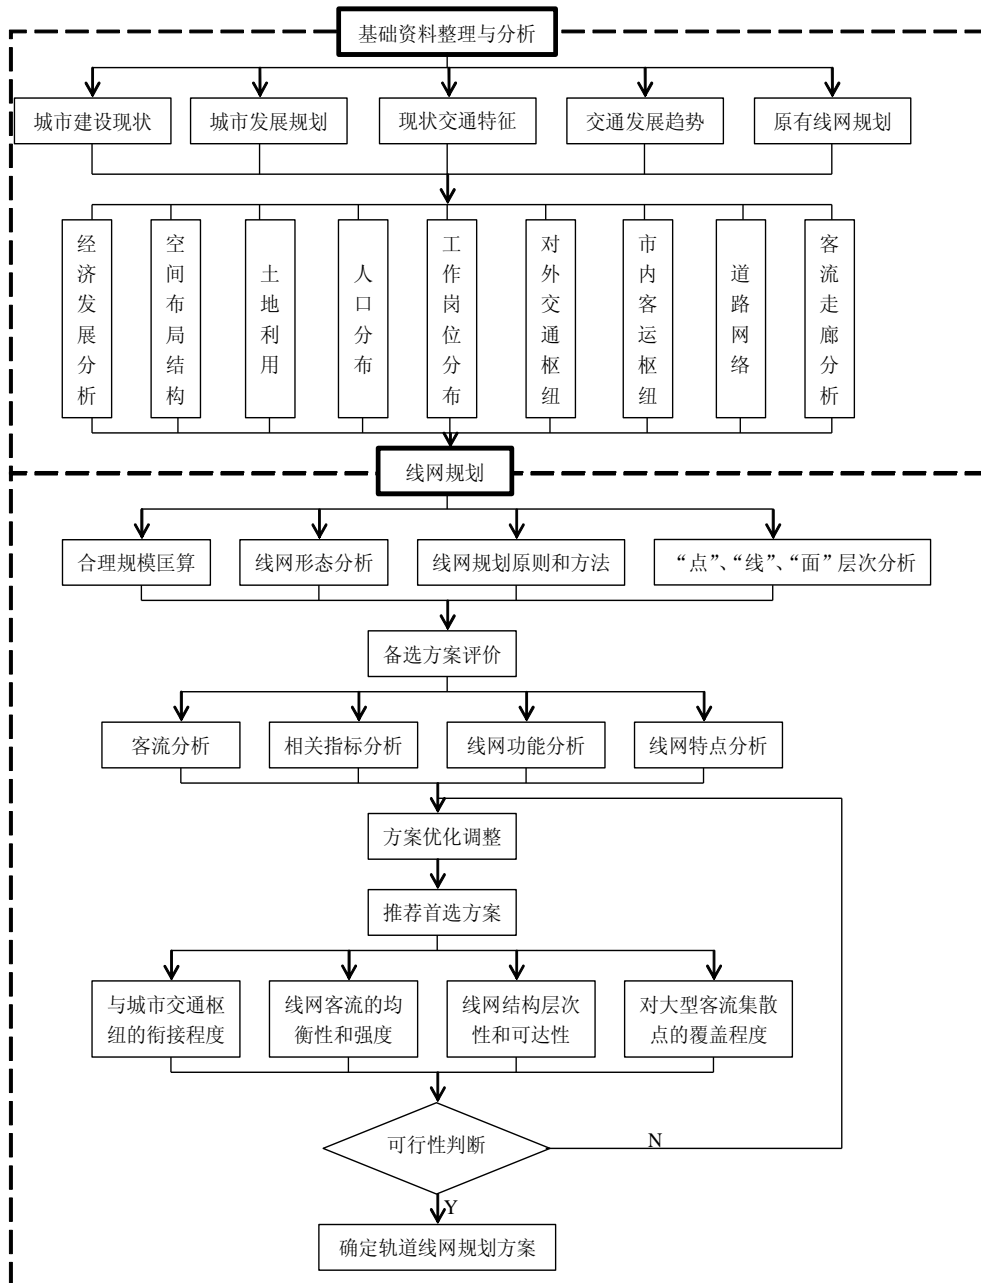 基础资料整理与分析
城市建设现状
城市发展规划
现状交通特征
交通发展趋势
原有线网规划
经济发展分析
空间布局结构
土地利用
人口分布
工作岗位分布
对外交通枢纽
市内客运枢纽
道路网络
客流走廊分析
线网规划
合理规模匡算
线网形态分析
线网规划原则和方法
“点”、“线”、“面”层次分析
备选方案评价
客流分析
相关指标分析
线网功能分析
线网特点分析
方案优化调整
推荐首选方案
与城市交通枢
纽的衔接程度
线网客流的均
衡性和强度
线网结构层次
性和可达性
对大型客流集散
点的覆盖程度
可行性判断
N
Y
确定轨道线网规划方案